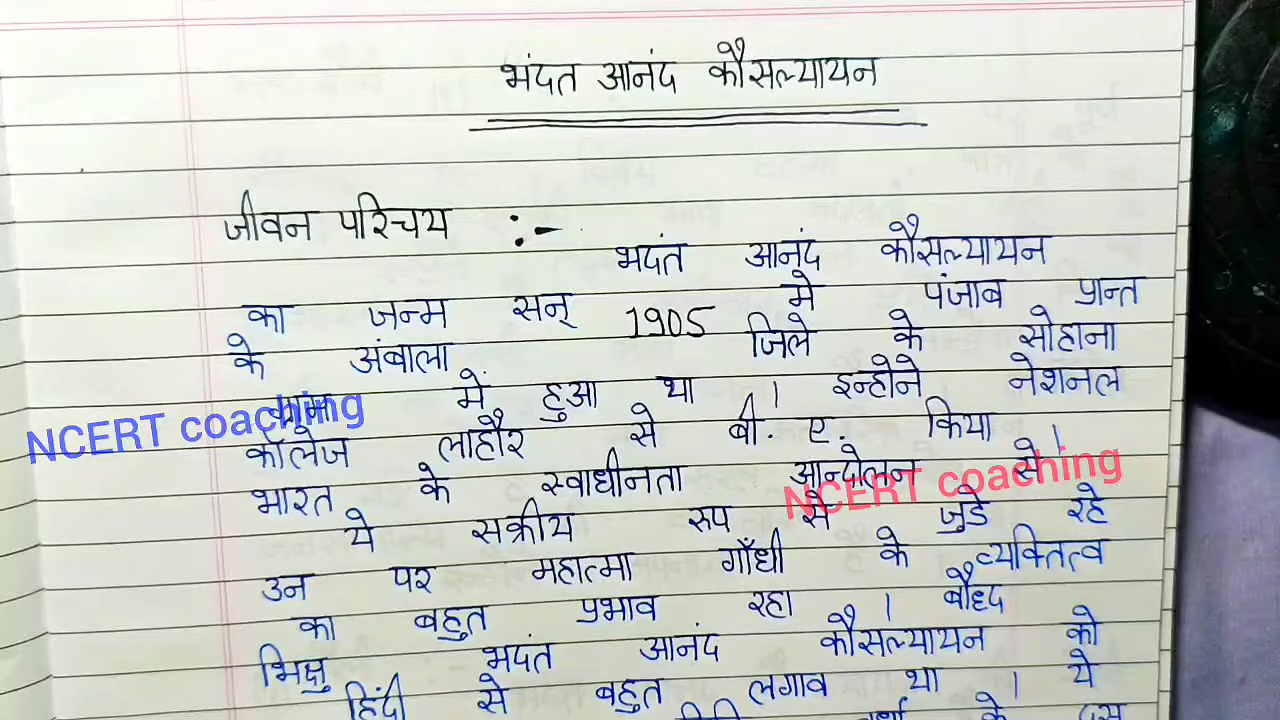 भंदत आनंद कौसल्यायन
जीवन परिचय :-
भदंत आनंद कौसल्यायन
का जन्म सन् 1905 मे पंजाब प्रान्त
के अंबाला जिले के सोहाना
में हुआ था । इन्होने नेशनल
NCERT coaching
कॉलेज लाहौर से बी. ए. किया ।
भारत के स्वाधीनता आन्दोलन से
NCERT coaching
ये सक्रीय रुप से जुडे रहे
उन पर महात्मा गाँधी के व्यक्तित्व
का बहुत प्रभाव रहा । बौद्द
भिक्षु भदंत आनंद कौसल्यायन को
हिंदी से बहुत लगाव था । ये